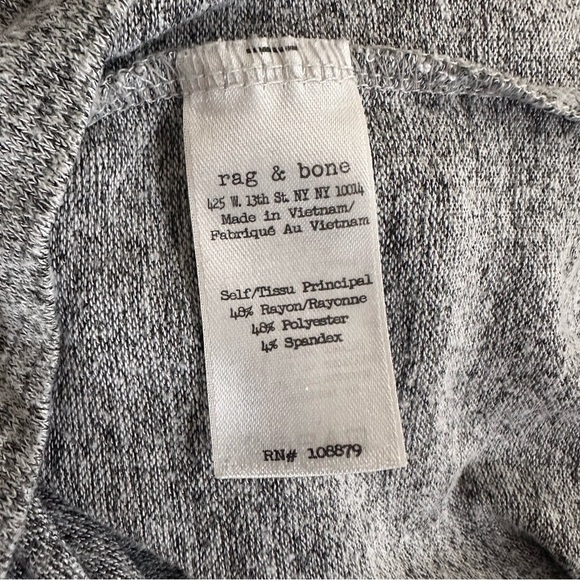 rag & bone
425 W. 13th St. NY NY 10014
Made in Vietnam/
Fabriqué Au Vietnam
Self/Tissu Principal
48% Rayon/Rayonne
48% Polyester
4% Spandex
RN# 108879